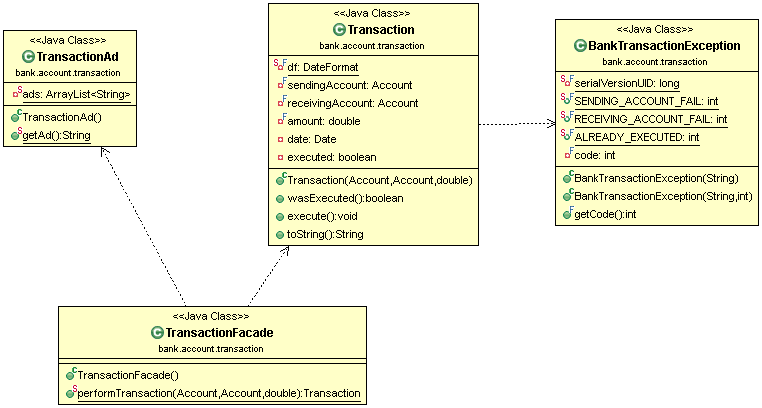 <<Java Class>>
TransactionAd
bank.account.transaction
ads: ArrayList<String>
TransactionAd()
getAd():String
<<Java Class>>
Transaction
bank.account.transaction
df: DateFormat
sendingAccount: Account
receivingAccount: Account
amount: double
date: Date
executed: boolean
Transaction(Account,Account,double)
wasExecuted():boolean
execute():void
toString():String
<<Java Class>>
BankTransactionException
bank.account.transaction
serialVersionUID: long
SENDING_ACCOUNT_FAIL: int
RECEIVING_ACCOUNT_FAIL: int
ALREADY_EXECUTED: int
code: int
BankTransactionException(String)
BankTransactionException(String,int)
getCode():int
<<Java Class>>
TransactionFacade
bank.account.transaction
TransactionFacade()
performTransaction(Account,Account,double):Transaction